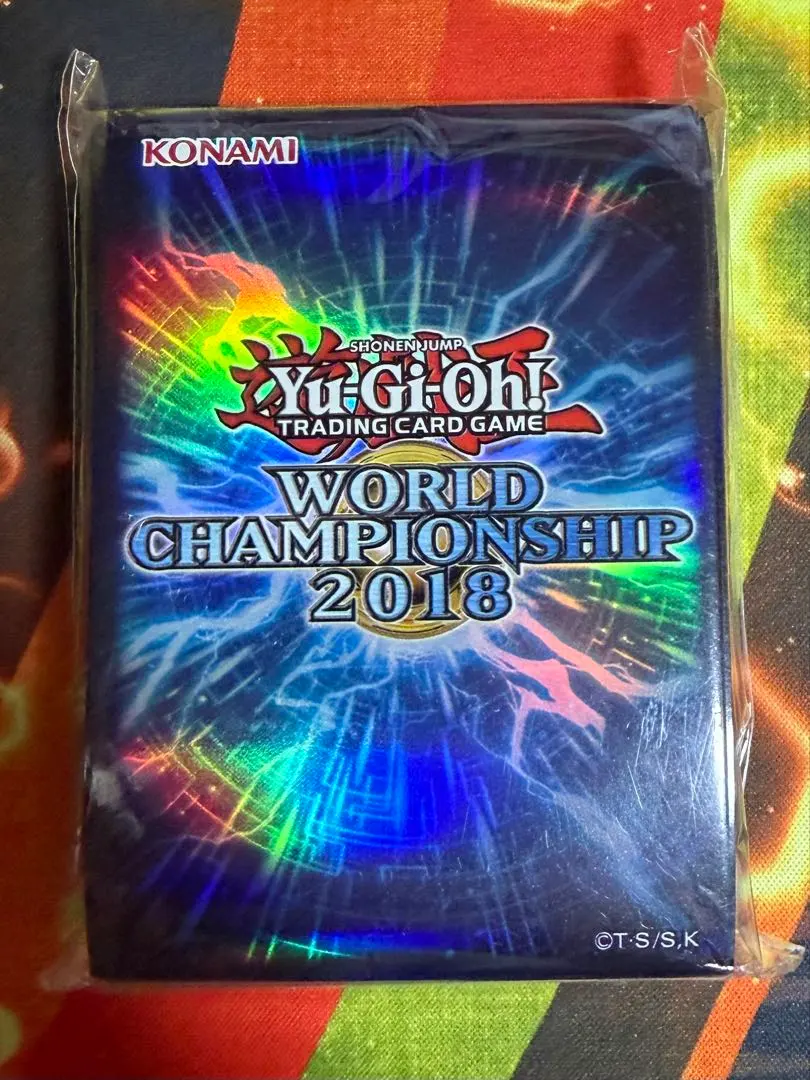 KONAMI
SHONEN JUMP
Yu-Gi-Oh!
TRADING CARD GAME
WORLD
CHAMPIONSHIP
2018
©T·S/S,K